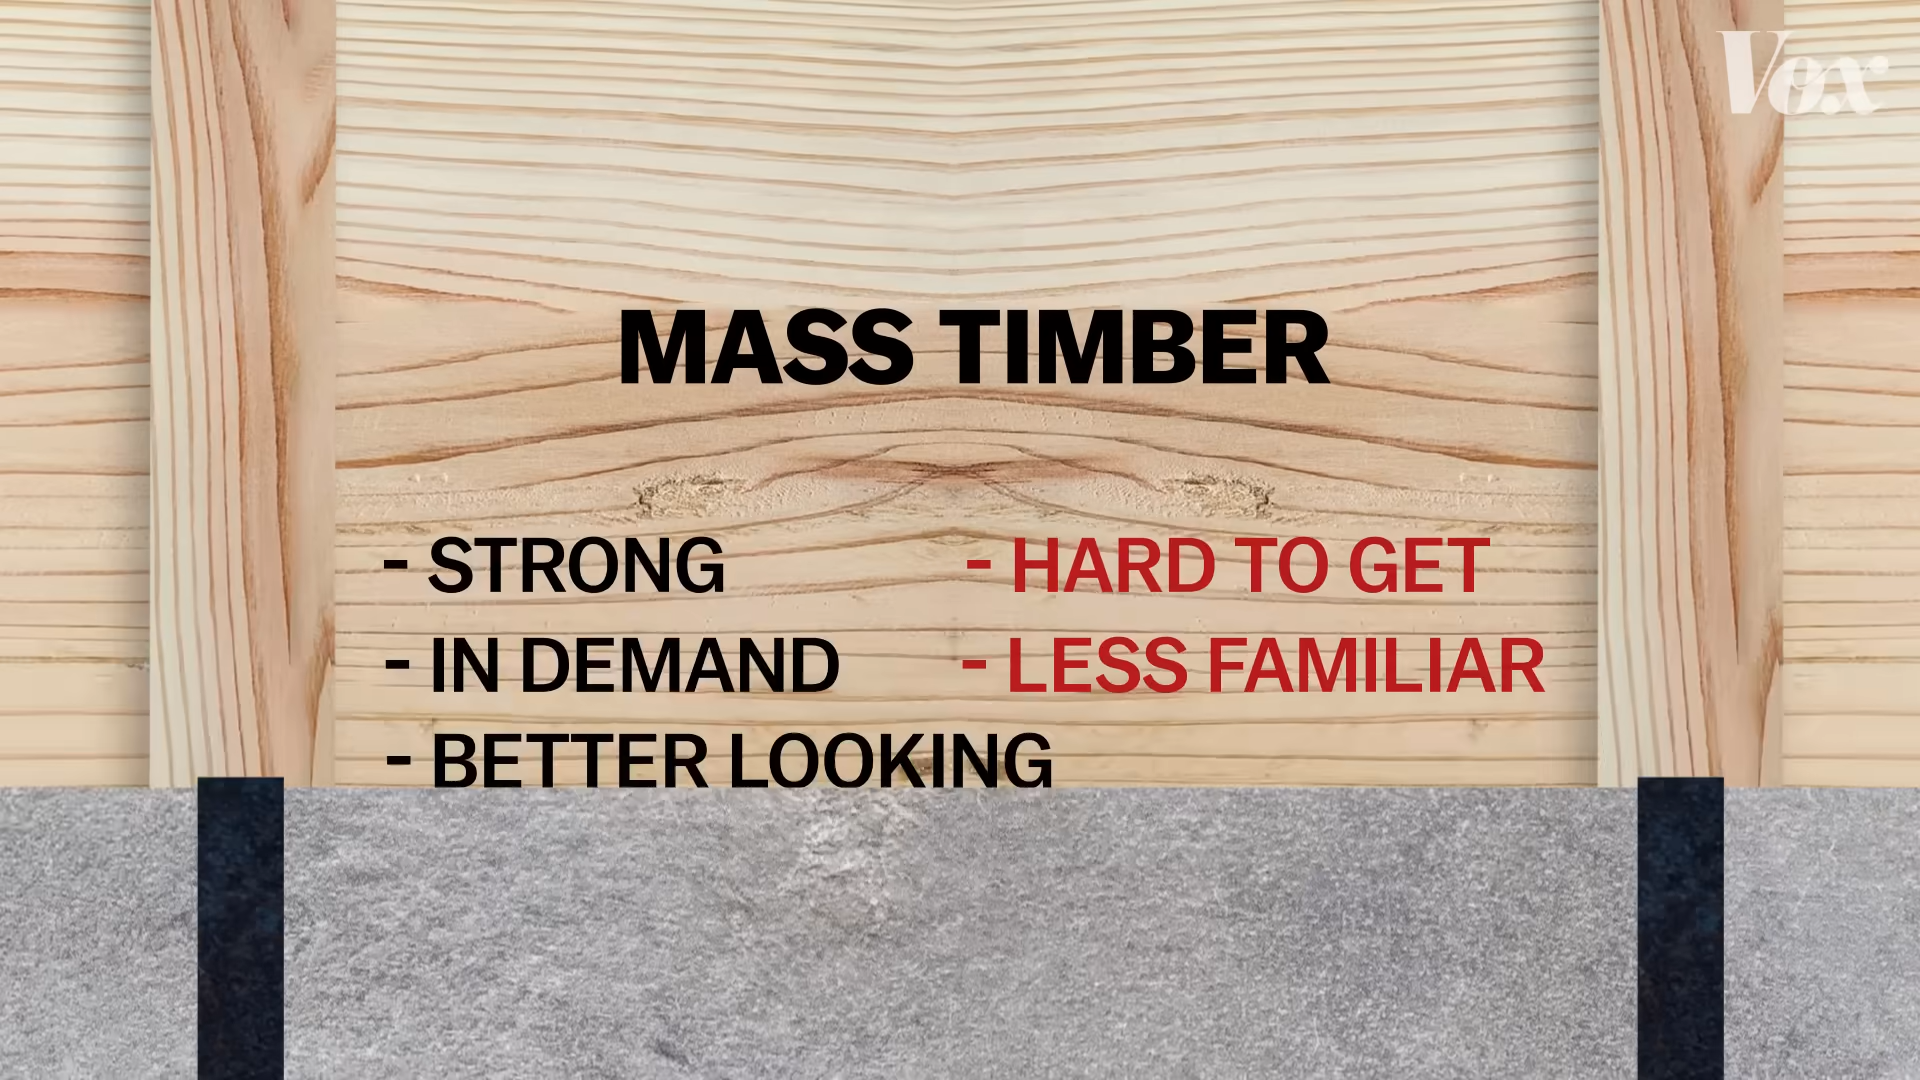 Vox
MASS TIMBER
- STRONG
- HARD TO GET
- IN DEMAND
- LESS FAMILIAR
- BETTER LOOKING